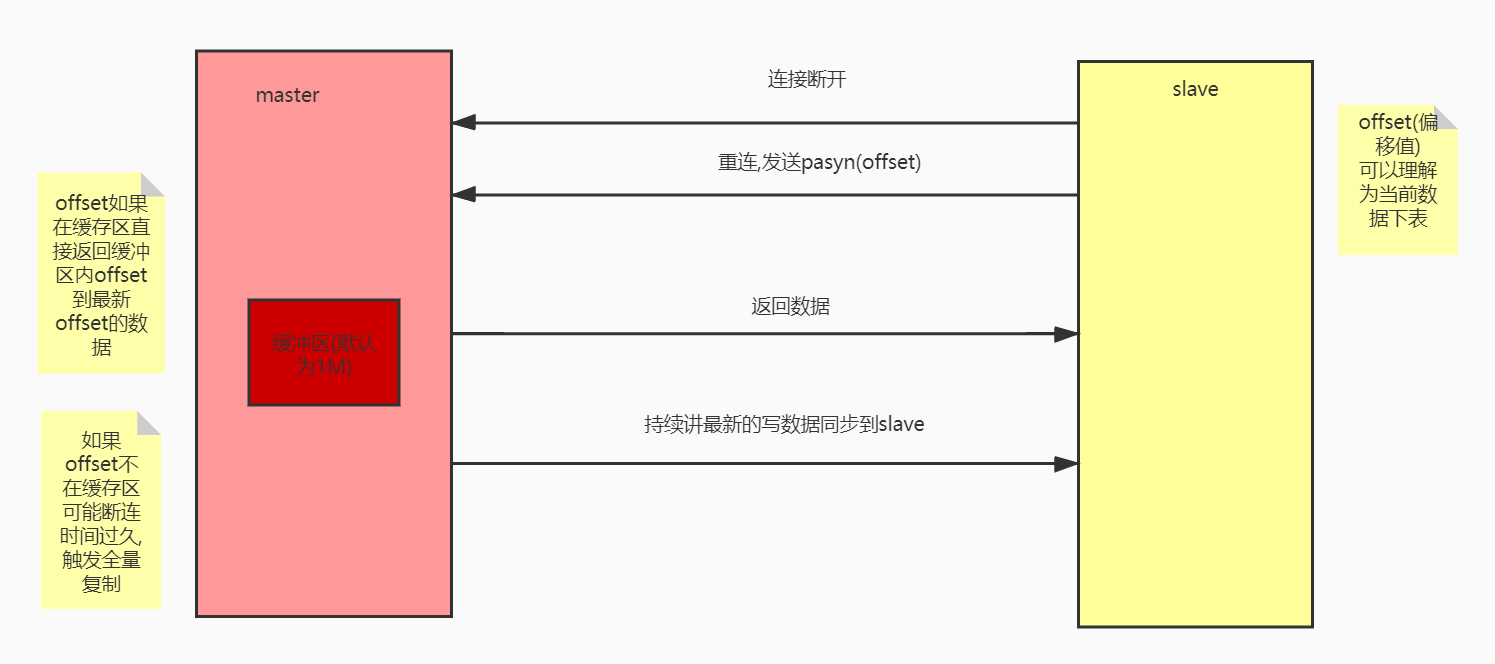 master
slave
连接断开
重连,发送pasyn(offset)
返回数据
持续讲最新的写数据同步到slave
缓冲区(默认
为1M)
offset如果
在缓存区直
接返回缓冲
区内offset
到最新
offset的数
据
如果
offset不
在缓存区
可能断连
时间过久,
触发全量
复制
offset(偏
移值)
可以理解
为当前数
据下表